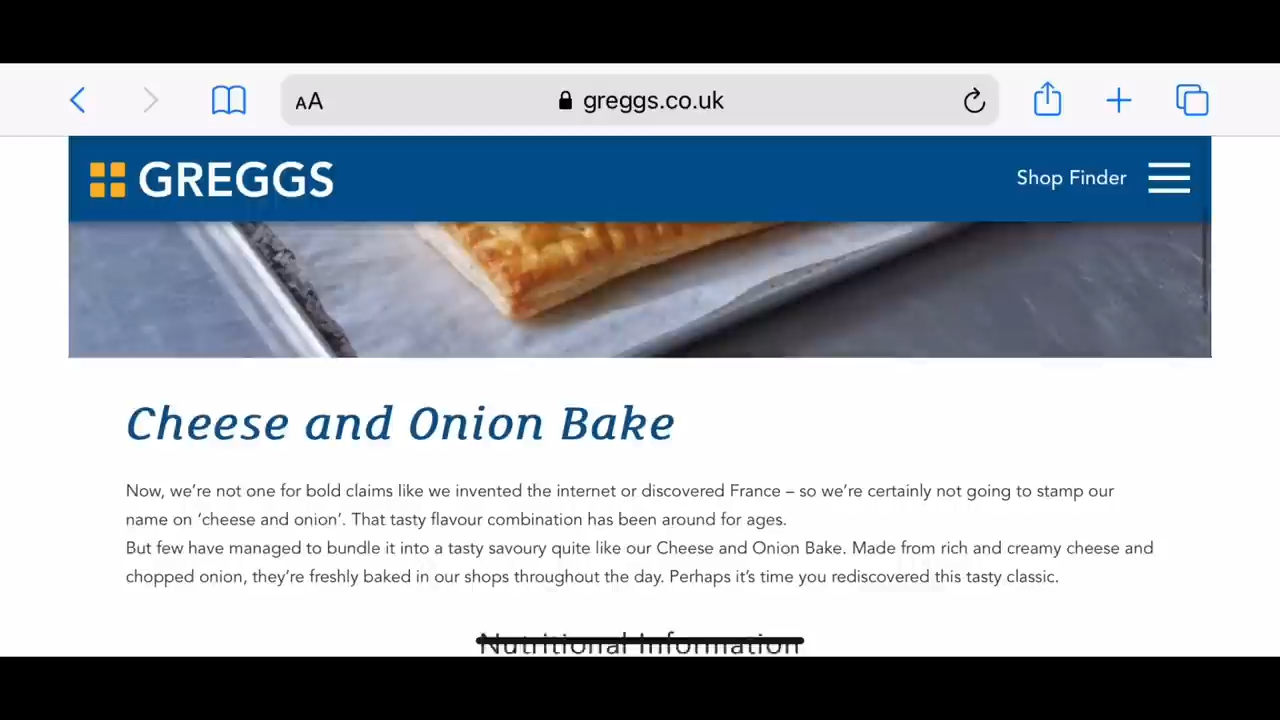 AA greggs.co.uk
GREGGS Shop Finder
Cheese and Onion Bake
Now, we’re not one for bold claims like we invented the internet or discovered France – so we’re certainly not going to stamp our
name on ‘cheese and onion’. That tasty flavour combination has been around for ages.
But few have managed to bundle it into a tasty savoury quite like our Cheese and Onion Bake. Made from rich and creamy cheese and
chopped onion, they’re freshly baked in our shops throughout the day. Perhaps it’s time you rediscovered this tasty classic.
Nutritional Information